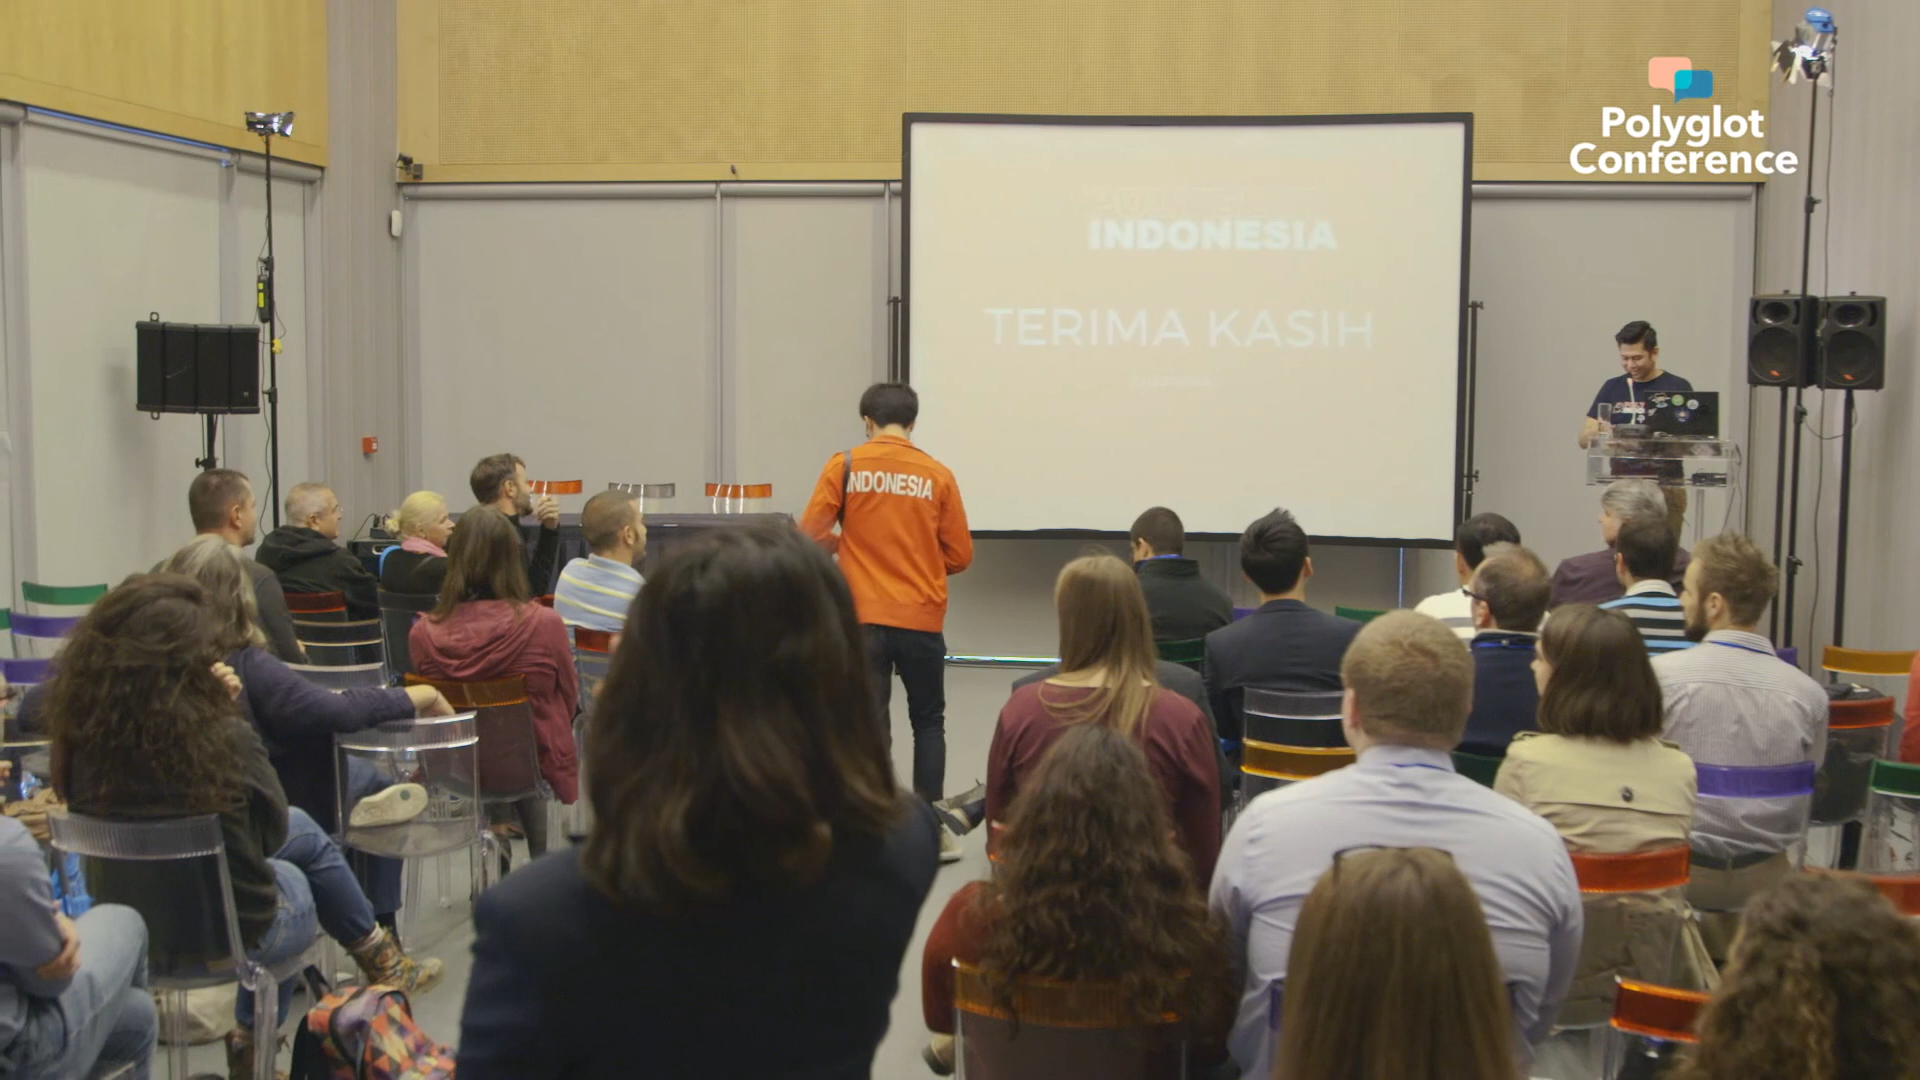 Polyglot
Conference
INDONESIA
TERIMA KASIH
INDONESIA